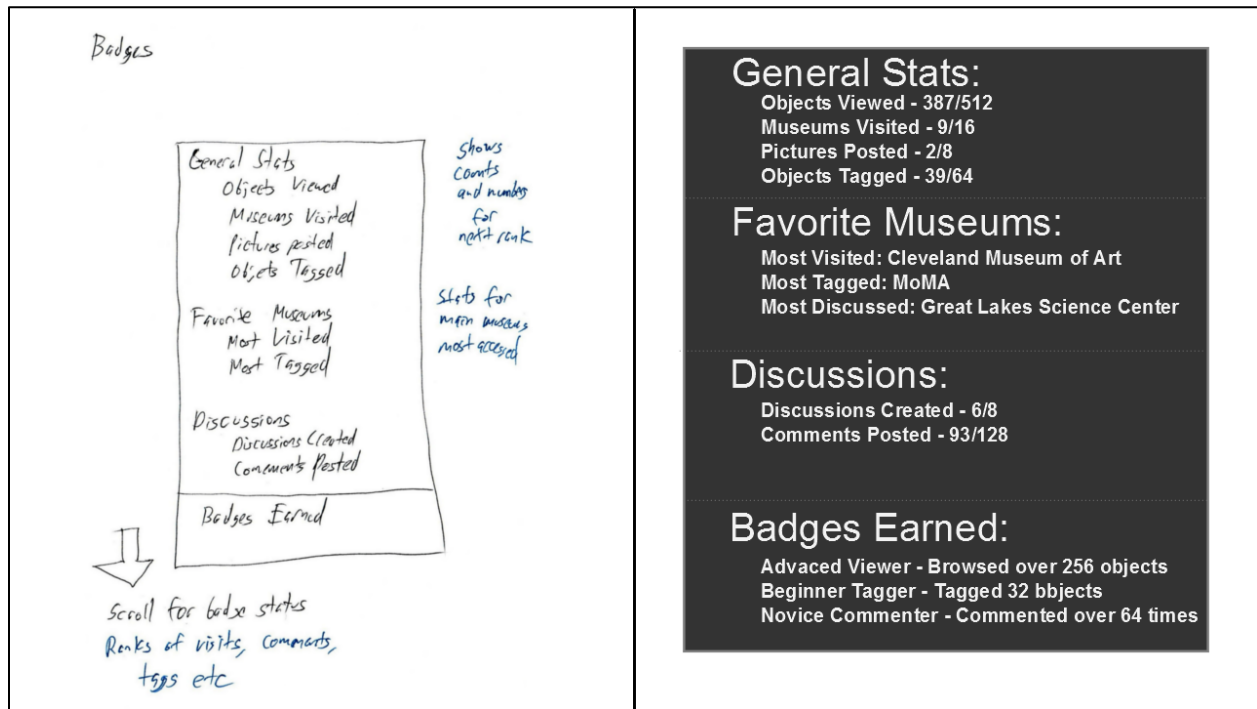 Badges
General Stats
Objects Viewed
Museums Visited
Pictures posted
Objets Tagged
Favorite Museums
Most Visited
Most Tagged
Discussions
Discussions Created
Comments Posted
Badges Earned
shows
counts
and numbers
for
next rank
Stats for
main museums
most accessed
Scroll for badge status
Ranks of visits, comments,
tags etc
General Stats:
Objects Viewed - 387/512
Museums Visited - 9/16
Pictures Posted - 2/8
Objects Tagged - 39/64
Favorite Museums:
Most Visited: Cleveland Museum of Art
Most Tagged: MoMA
Most Discussed: Great Lakes Science Center
Discussions:
Discussions Created - 6/8
Comments Posted - 93/128
Badges Earned:
Advaced Viewer - Browsed over 256 objects
Beginner Tagger - Tagged 32 bbjects
Novice Commenter - Commented over 64 times